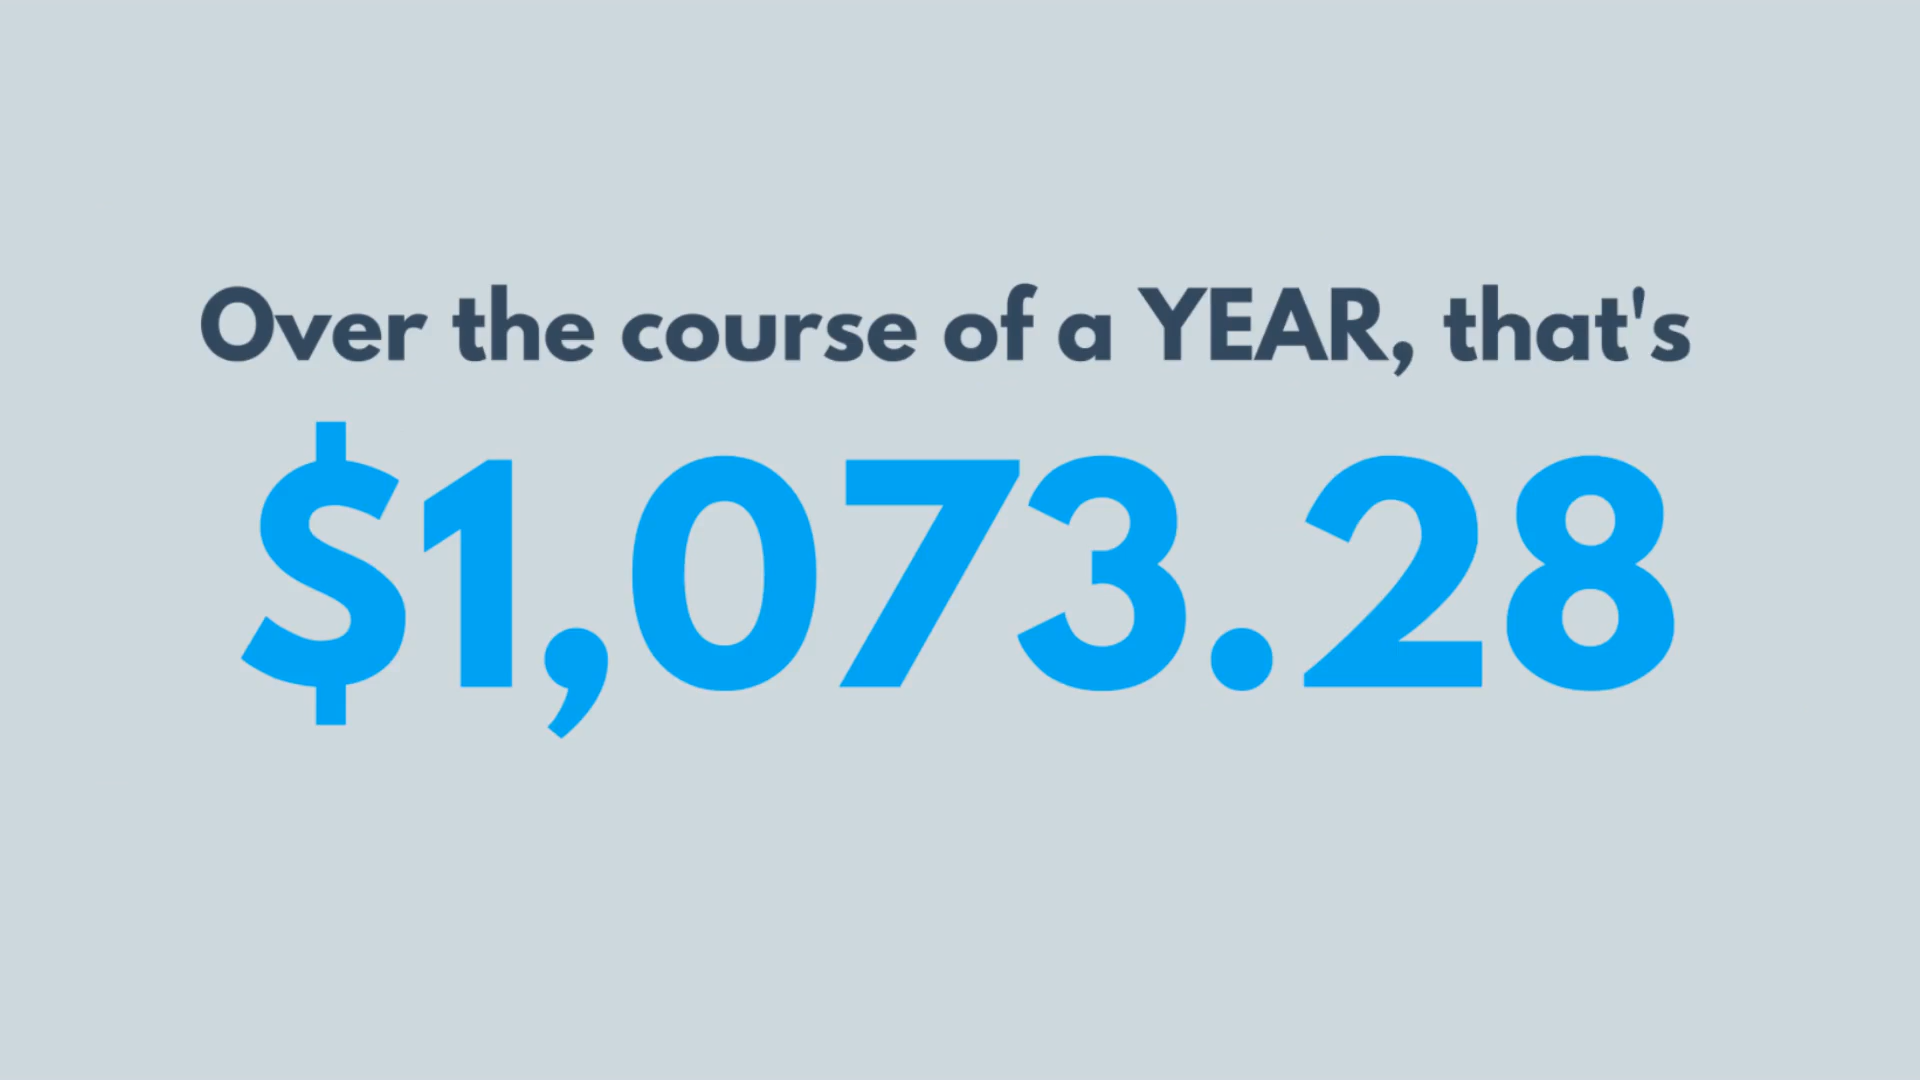 Over the course of a YEAR, that's
$1,073.28